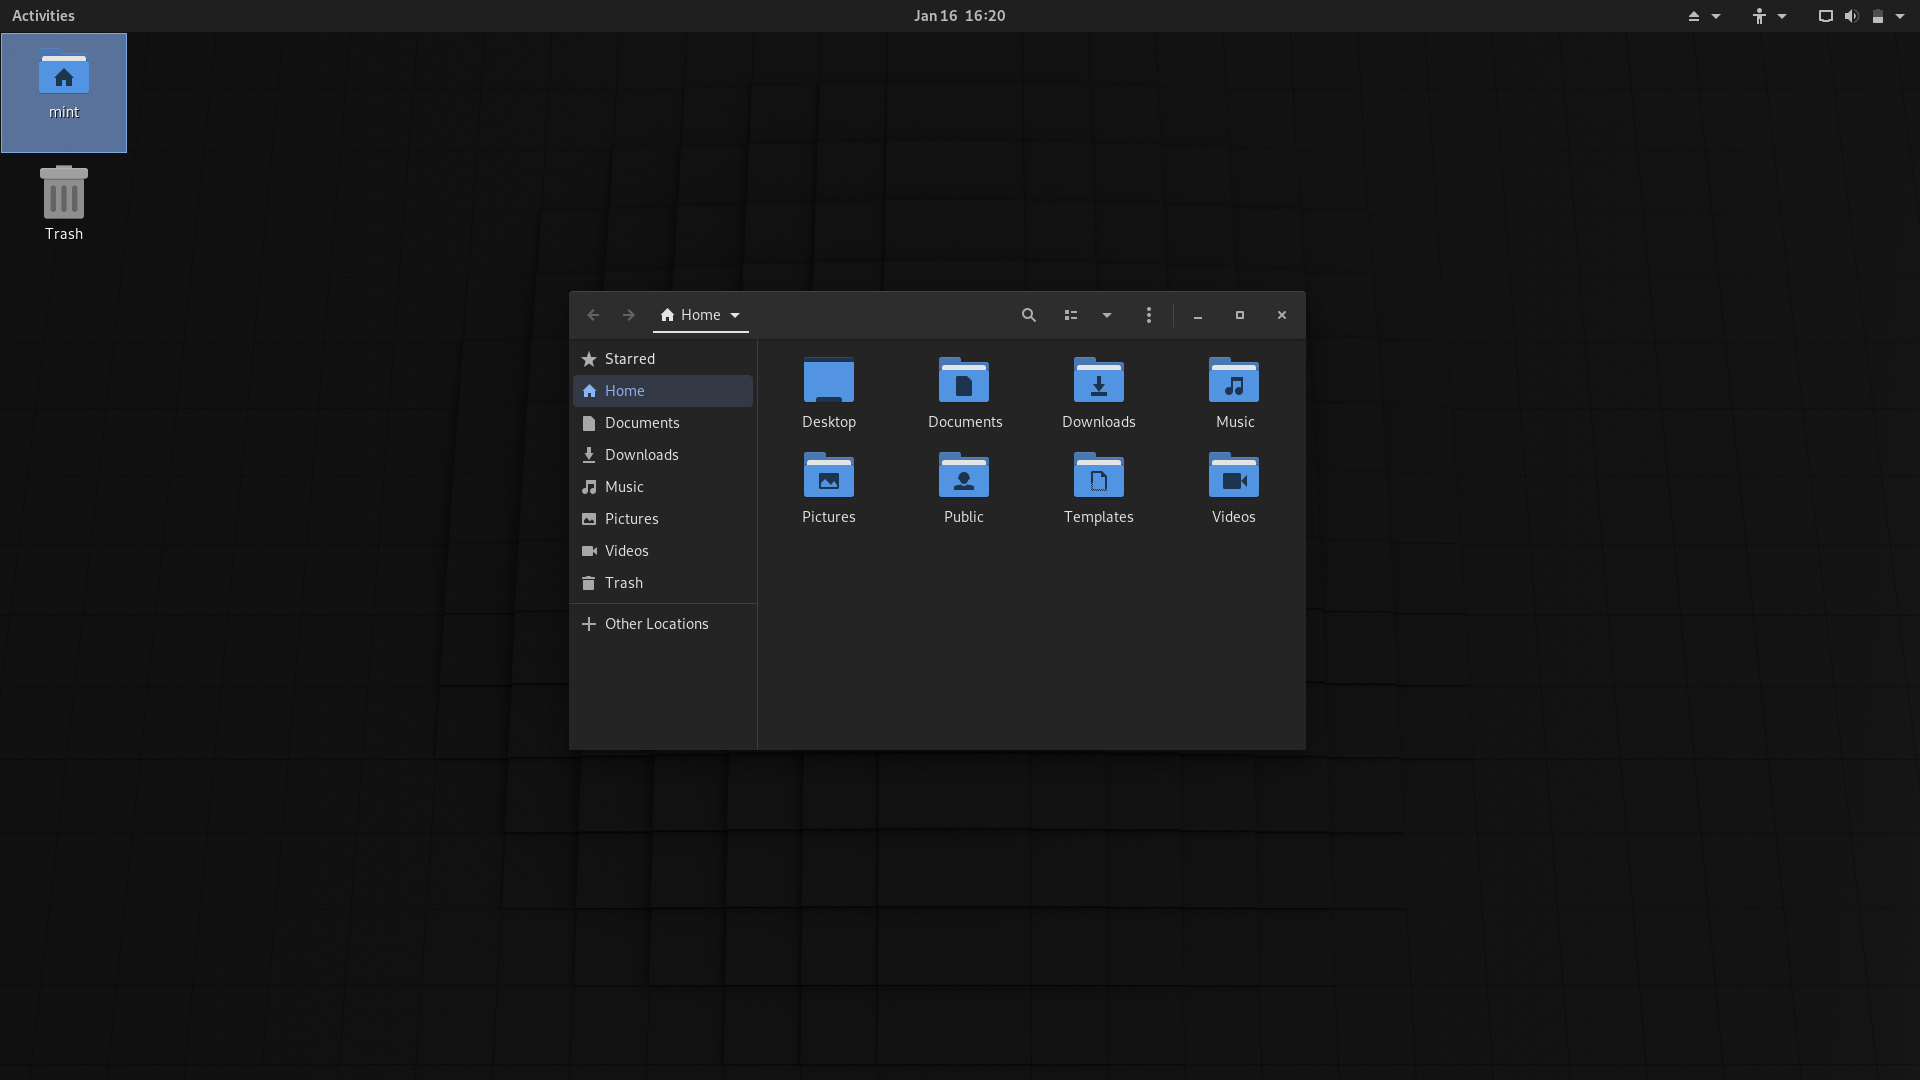 Activities
Jan 16 16:20
mint
Trash
Home
Starred
Home
Documents
Downloads
Music
Pictures
Videos
Trash
Other Locations
Desktop
Documents
Downloads
Music
Pictures
Public
Templates
Videos